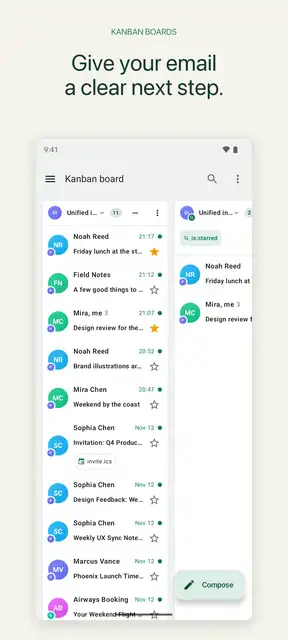 KANBAN BOARDS
Give your email
a clear next step.
9:41
Kanban board
Unified i... 11
NR Noah Reed 21:17
Friday lunch at the st...
FN Field Notes 21:12
A few good things to ...
MC Mira, me 3 21:07
Design review for the...
NR Noah Reed 20:52
Brand illustrations ar...
MC Mira Chen 20:47
Weekend by the coast
SC Sophia Chen Nov 12
Invitation: Q4 Produc...
invite.ics
SC Sophia Chen Nov 12
Design Feedback: We...
SC Sophia Chen Nov 12
Weekly UX Sync Note...
MV Marcus Vance Nov 12
Phoenix Launch Time...
AB Airways Booking Nov 12
Your Weekend Flight
Unified in... 2
is:starred
NR Noah Reed
Friday lunch at
MC Mira, me 3
Design review f
Compose